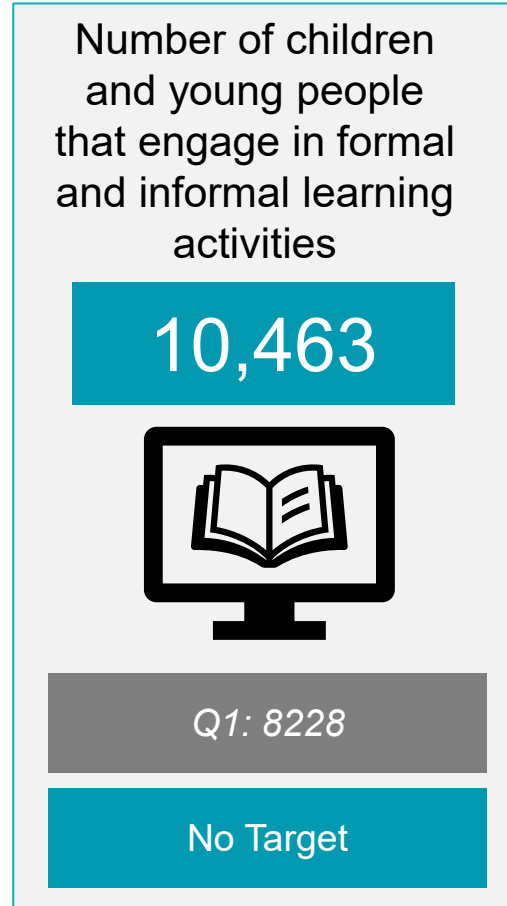 Number of children
and young people
that engage in formal
and informal learning
activities
10,463
Q1: 8228
No Target